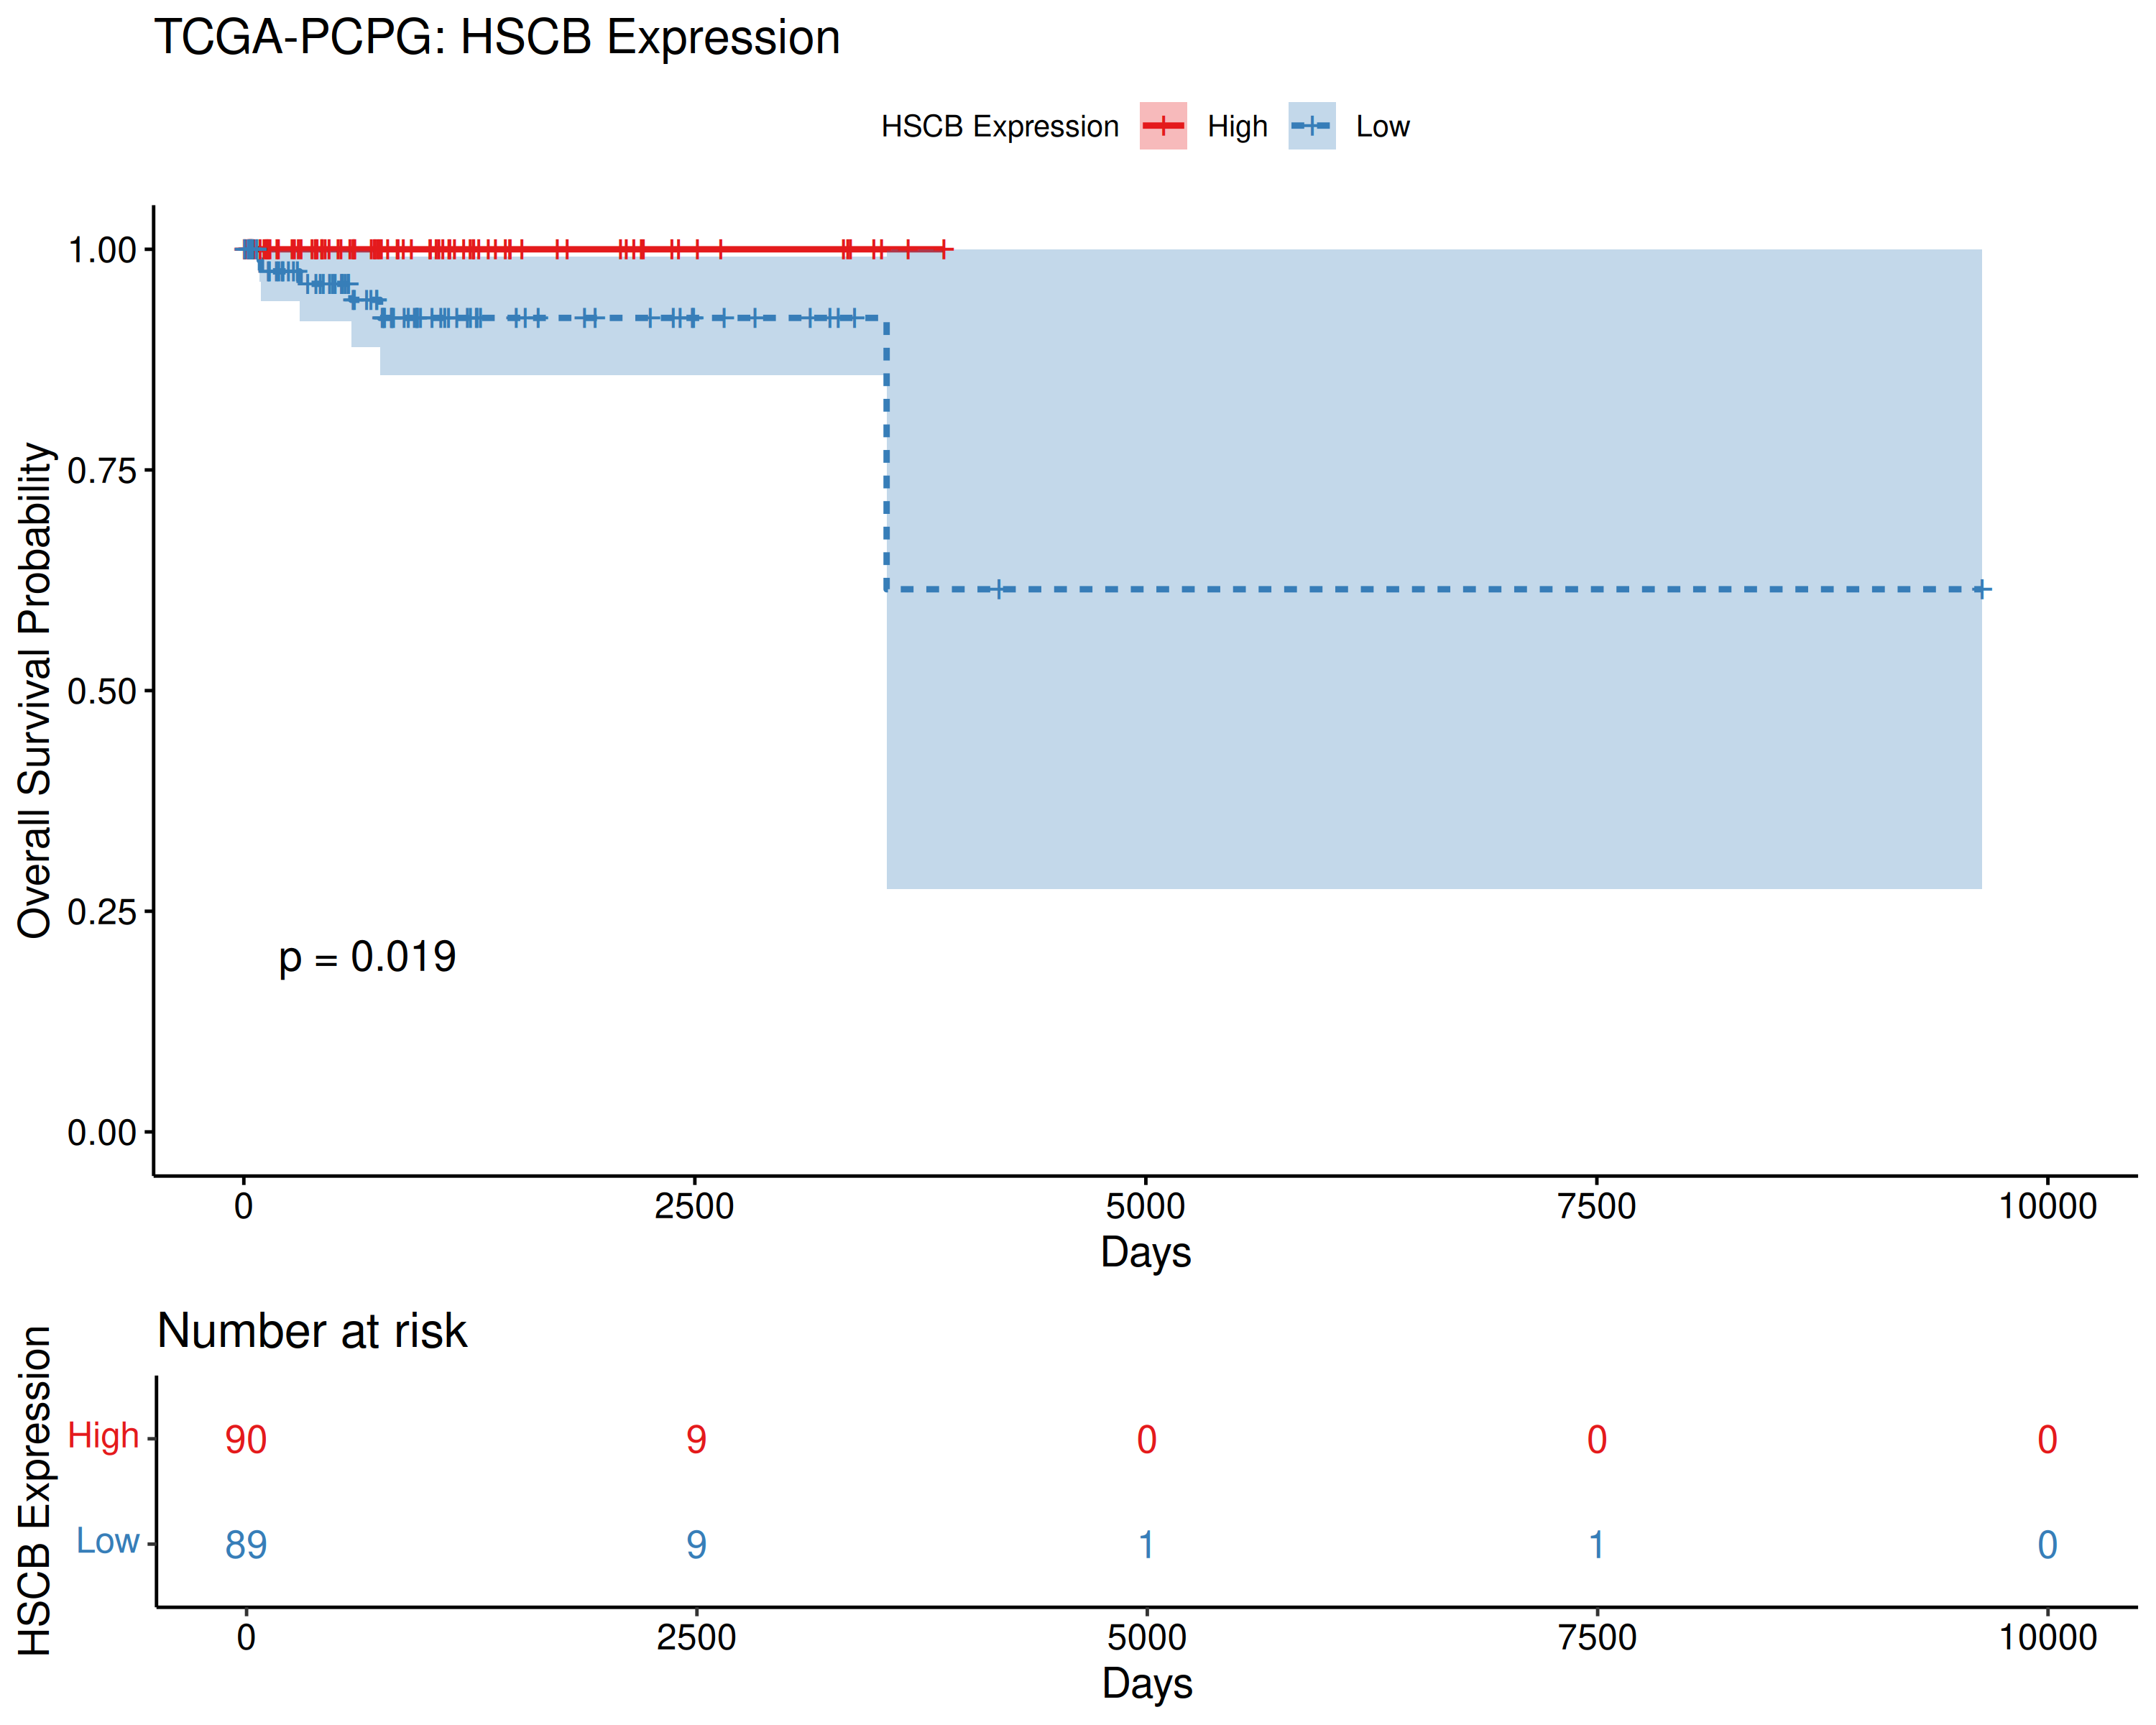 TCGA-PCPG: HSCB Expression
HSCB Expression High Low
Overall Survival Probability
1.00
0.75
0.50
0.25
0.00
p = 0.019
0 2500 5000 7500 10000
Days
Number at risk
HSCB Expression
High 90 9 0 0 0
Low 89 9 1 1 0
0 2500 5000 7500 10000
Days